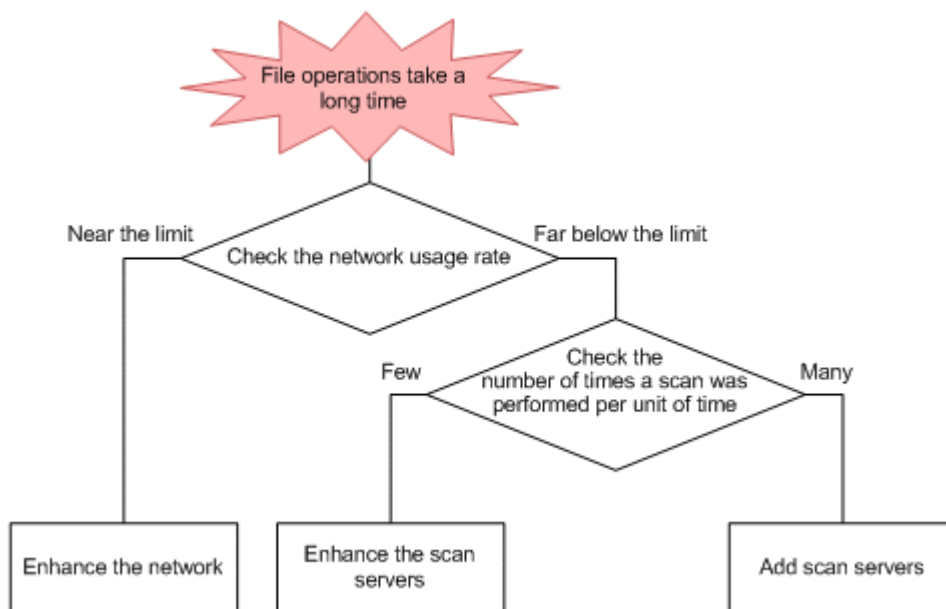 File operations take a
long time
Near the limit
Far below the limit
Check the network usage rate
Few
Check the
number of times a scan was
performed per unit of time
Many
Enhance the network
Enhance the scan
servers
Add scan servers